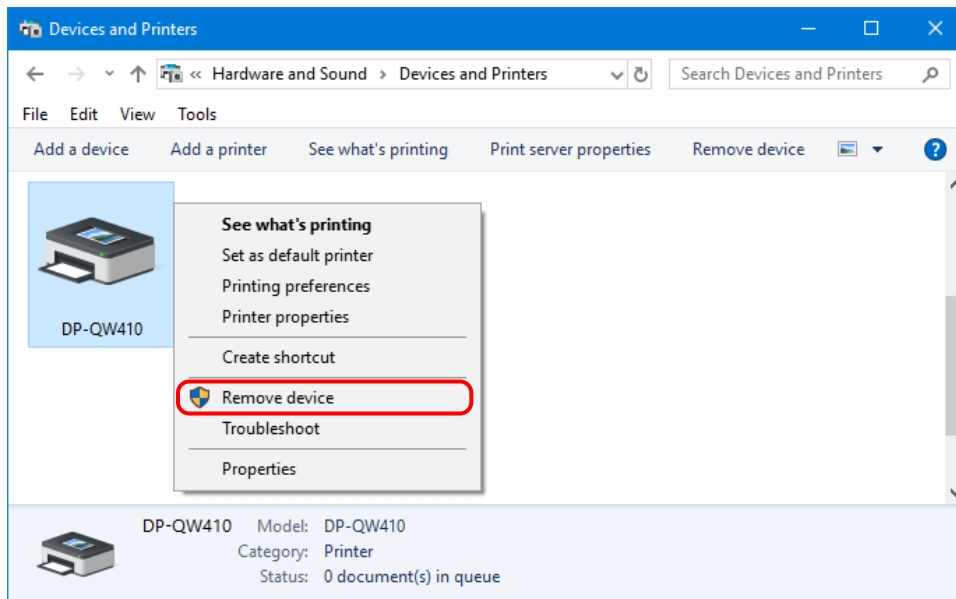 Devices and Printers
« Hardware and Sound > Devices and Printers
Search Devices and Printers
File Edit View Tools
Add a device Add a printer See what's printing Print server properties Remove device
?
See what's printing
Set as default printer
Printing preferences
DP-QW410
Printer properties
Create shortcut
Remove device
Troubleshoot
Properties
DP-QW410 Model: DP-QW410
Category: Printer
Status: 0 document(s) in queue